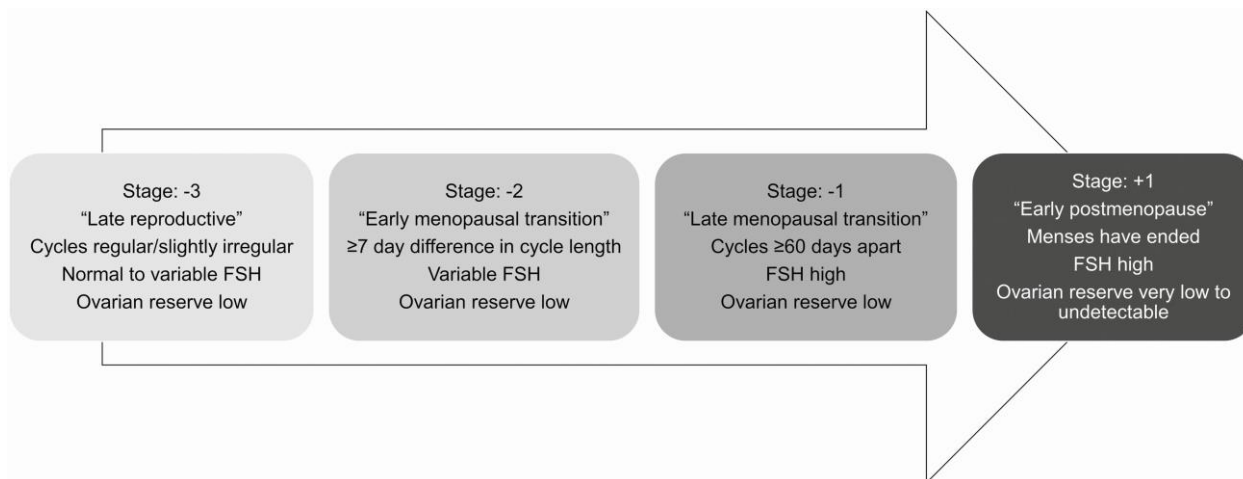 Stage: -3
“Late reproductive”
Cycles regular/slightly irregular
Normal to variable FSH
Ovarian reserve low
Stage: -2
“Early menopausal transition”
≥7 day difference in cycle length
Variable FSH
Ovarian reserve low
Stage: -1
“Late menopausal transition”
Cycles ≥60 days apart
FSH high
Ovarian reserve low
Stage: +1
“Early postmenopause”
Menses have ended
FSH high
Ovarian reserve very low to
undetectable